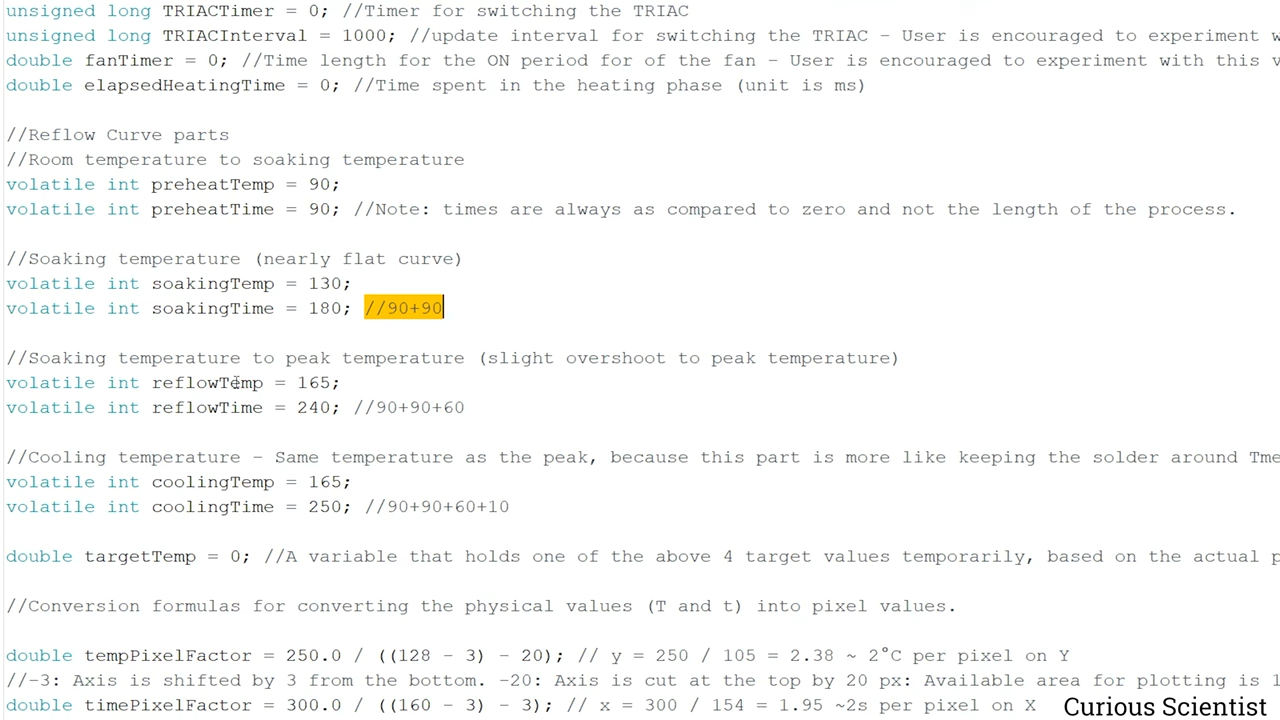 unsigned long TRIACTimer = 0; //Timer for switching the TRIAC
unsigned long TRIACInterval = 1000; //update interval for switching the TRIAC - User is encouraged to experiment w
double fanTimer = 0; //Time length for the ON period for of the fan - User is encouraged to experiment with this v
double elapsedHeatingTime = 0; //Time spent in the heating phase (unit is ms)
//Reflow Curve parts
//Room temperature to soaking temperature
volatile int preheatTemp = 90;
volatile int preheatTime = 90; //Note: times are always as compared to zero and not the length of the process.
//Soaking temperature (nearly flat curve)
volatile int soakingTemp = 130;
volatile int soakingTime = 180; //90+90
//Soaking temperature to peak temperature (slight overshoot to peak temperature)
volatile int reflowTemp = 165;
volatile int reflowTime = 240; //90+90+60
//Cooling temperature - Same temperature as the peak, because this part is more like keeping the solder around Tme
volatile int coolingTemp = 165;
volatile int coolingTime = 250; //90+90+60+10
double targetTemp = 0; //A variable that holds one of the above 4 target values temporarily, based on the actual p
//Conversion formulas for converting the physical values (T and t) into pixel values.
double tempPixelFactor = 250.0 / ((128 - 3) - 20); // y = 250 / 105 = 2.38 ~ 2°C per pixel on Y
//-3: Axis is shifted by 3 from the bottom. -20: Axis is cut at the top by 20 px: Available area for plotting is 1
double timePixelFactor = 300.0 / ((160 - 3) - 3); // x = 300 / 154 = 1.95 ~2s per pixel on X
Curious Scientist